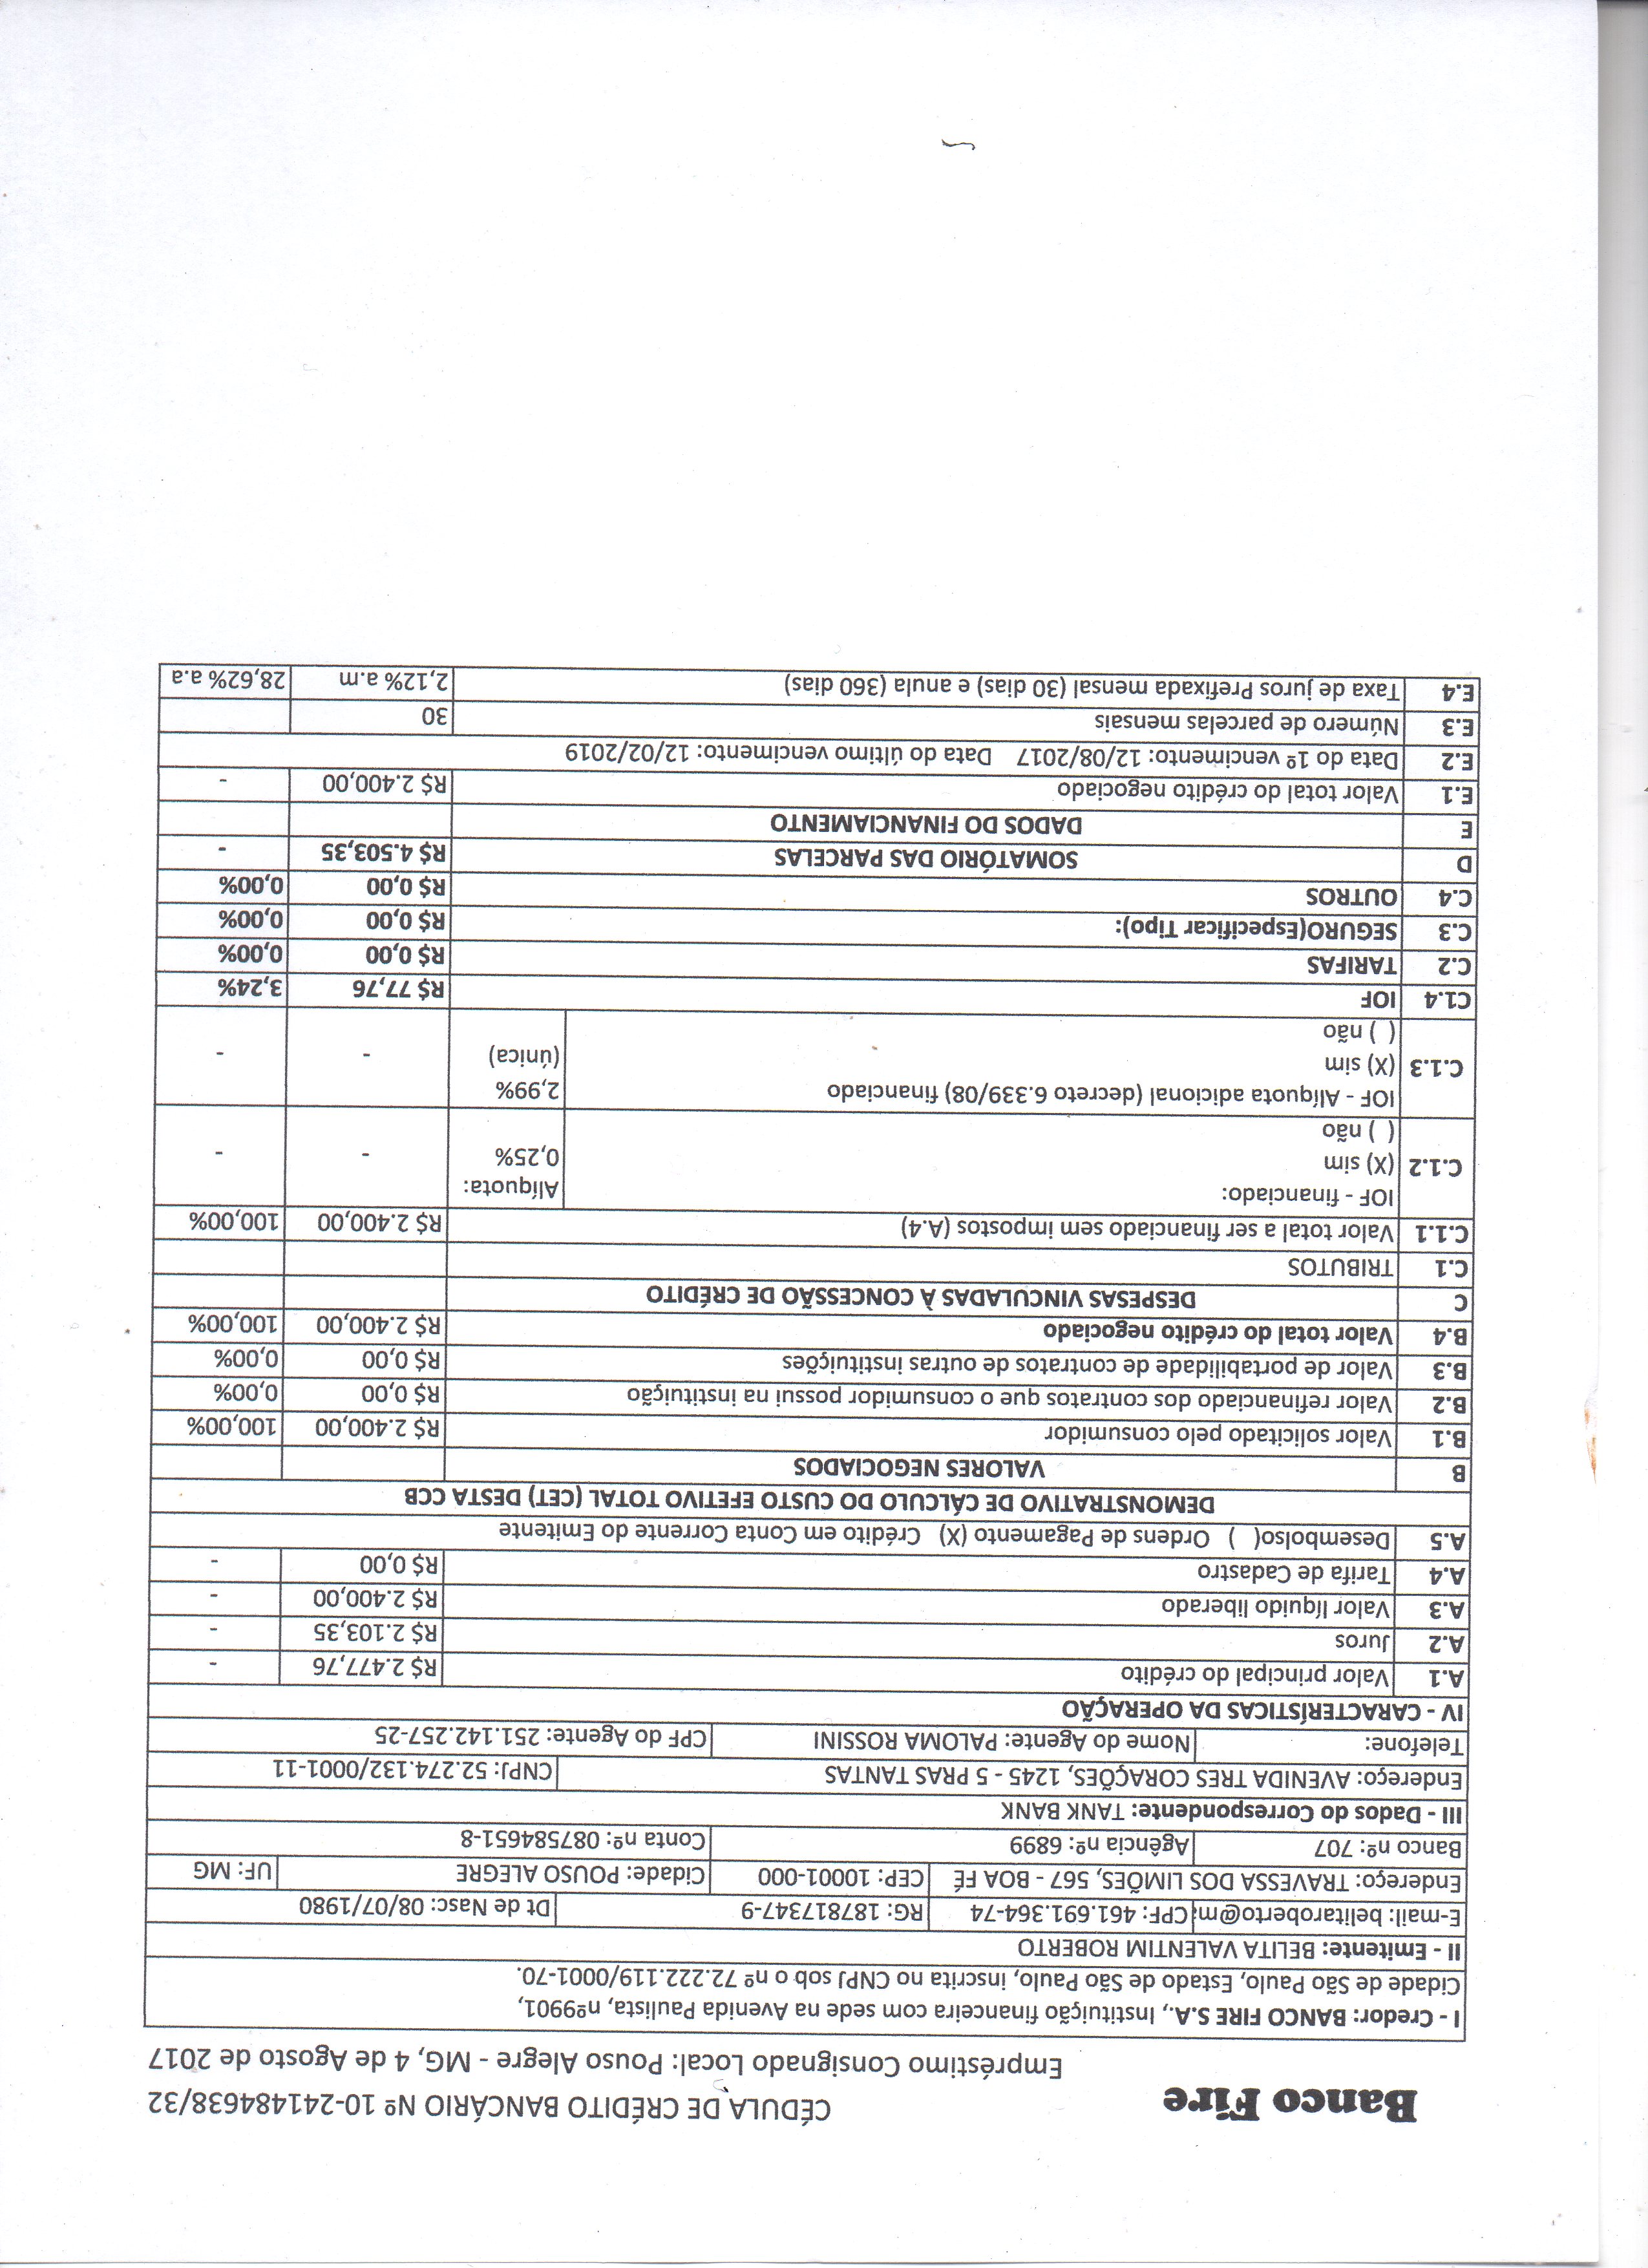 Banco Fire
CÉDULA DE CRÉDITO BANCÁRIO Nº 10-241484638/32
Empréstimo Consignado Local: Pouso Alegre - MG, 4 de Agosto de 2017
I - Credor: BANCO FIRE S.A., Instituição financeira com sede na Avenida Paulista, nº9901,
Cidade de São Paulo, Estado de São Paulo, inscrita no CNPJ sob o nº 72.222.119/0001-70.
II - Emitente: BELITA VALENTIM ROBERTO
E-mail: belitaroberto@m CPF: 461.691.364-74 RG: 187817347-9 Dt de Nasc: 08/07/1980
Endereço: TRAVESSA DOS LIMÕES, 567 - BOA FÉ CEP: 10001-000 Cidade: POUSO ALEGRE UF: MG
Banco nº: 707 Agência nº: 6899 Conta nº: 087584651-8
III - Dados do Correspondente: TANK BANK
Endereço: AVENIDA TRES CORAÇÕES, 1245 - 5 PRAS TANTAS CNPJ: 52.274.132/0001-11
Telefone: Nome do Agente: PALOMA ROSSINI CPF do Agente: 251.142.257-25
IV - CARACTERÍSTICAS DA OPERAÇÃO
A.1 Valor principal do crédito R$ 2.477,76 -
A.2 Juros R$ 2.103,35 -
A.3 Valor líquido liberado R$ 2.400,00 -
A.4 Tarifa de Cadastro R$ 0,00 -
A.5 Desembolso( ) Ordens de Pagamento (X) Crédito em Conta Corrente do Emitente
DEMONSTRATIVO DE CÁLCULO DO CUSTO EFETIVO TOTAL (CET) DESTA CCB
B VALORES NEGOCIADOS
B.1 Valor solicitado pelo consumidor R$ 2.400,00 100,00%
B.2 Valor refinanciado dos contratos que o consumidor possui na instituição R$ 0,00 0,00%
B.3 Valor de portabilidade de contratos de outras instituições R$ 0,00 0,00%
B.4 Valor total do crédito negociado R$ 2.400,00 100,00%
C DESPESAS VINCULADAS À CONCESSÃO DE CRÉDITO
C.1 TRIBUTOS
C.1.1 Valor total a ser financiado sem impostos (A.4) R$ 2.400,00 100,00%
C.1.2 IOF - financiado:
(X) sim
( ) não
Alíquota:
0,25% - -
C.1.3 IOF - Alíquota adicional (decreto 6.339/08) financiado
(X) sim
( ) não
2,99%
(única) - -
C1.4 IOF R$ 77,76 3,24%
C.2 TARIFAS R$ 0,00 0,00%
C.3 SEGURO(Especificar Tipo): R$ 0,00 0,00%
C.4 OUTROS R$ 0,00 0,00%
D SOMATÓRIO DAS PARCELAS R$ 4.503,35 -
E DADOS DO FINANCIAMENTO
E.1 Valor total do crédito negociado R$ 2.400,00 -
E.2 Data do 1º vencimento: 12/08/2017 Data do último vencimento: 12/02/2019
E.3 Número de parcelas mensais 30
E.4 Taxa de juros Prefixada mensal (30 dias) e anula (360 dias) 2,12% a.m 28,62% a.a